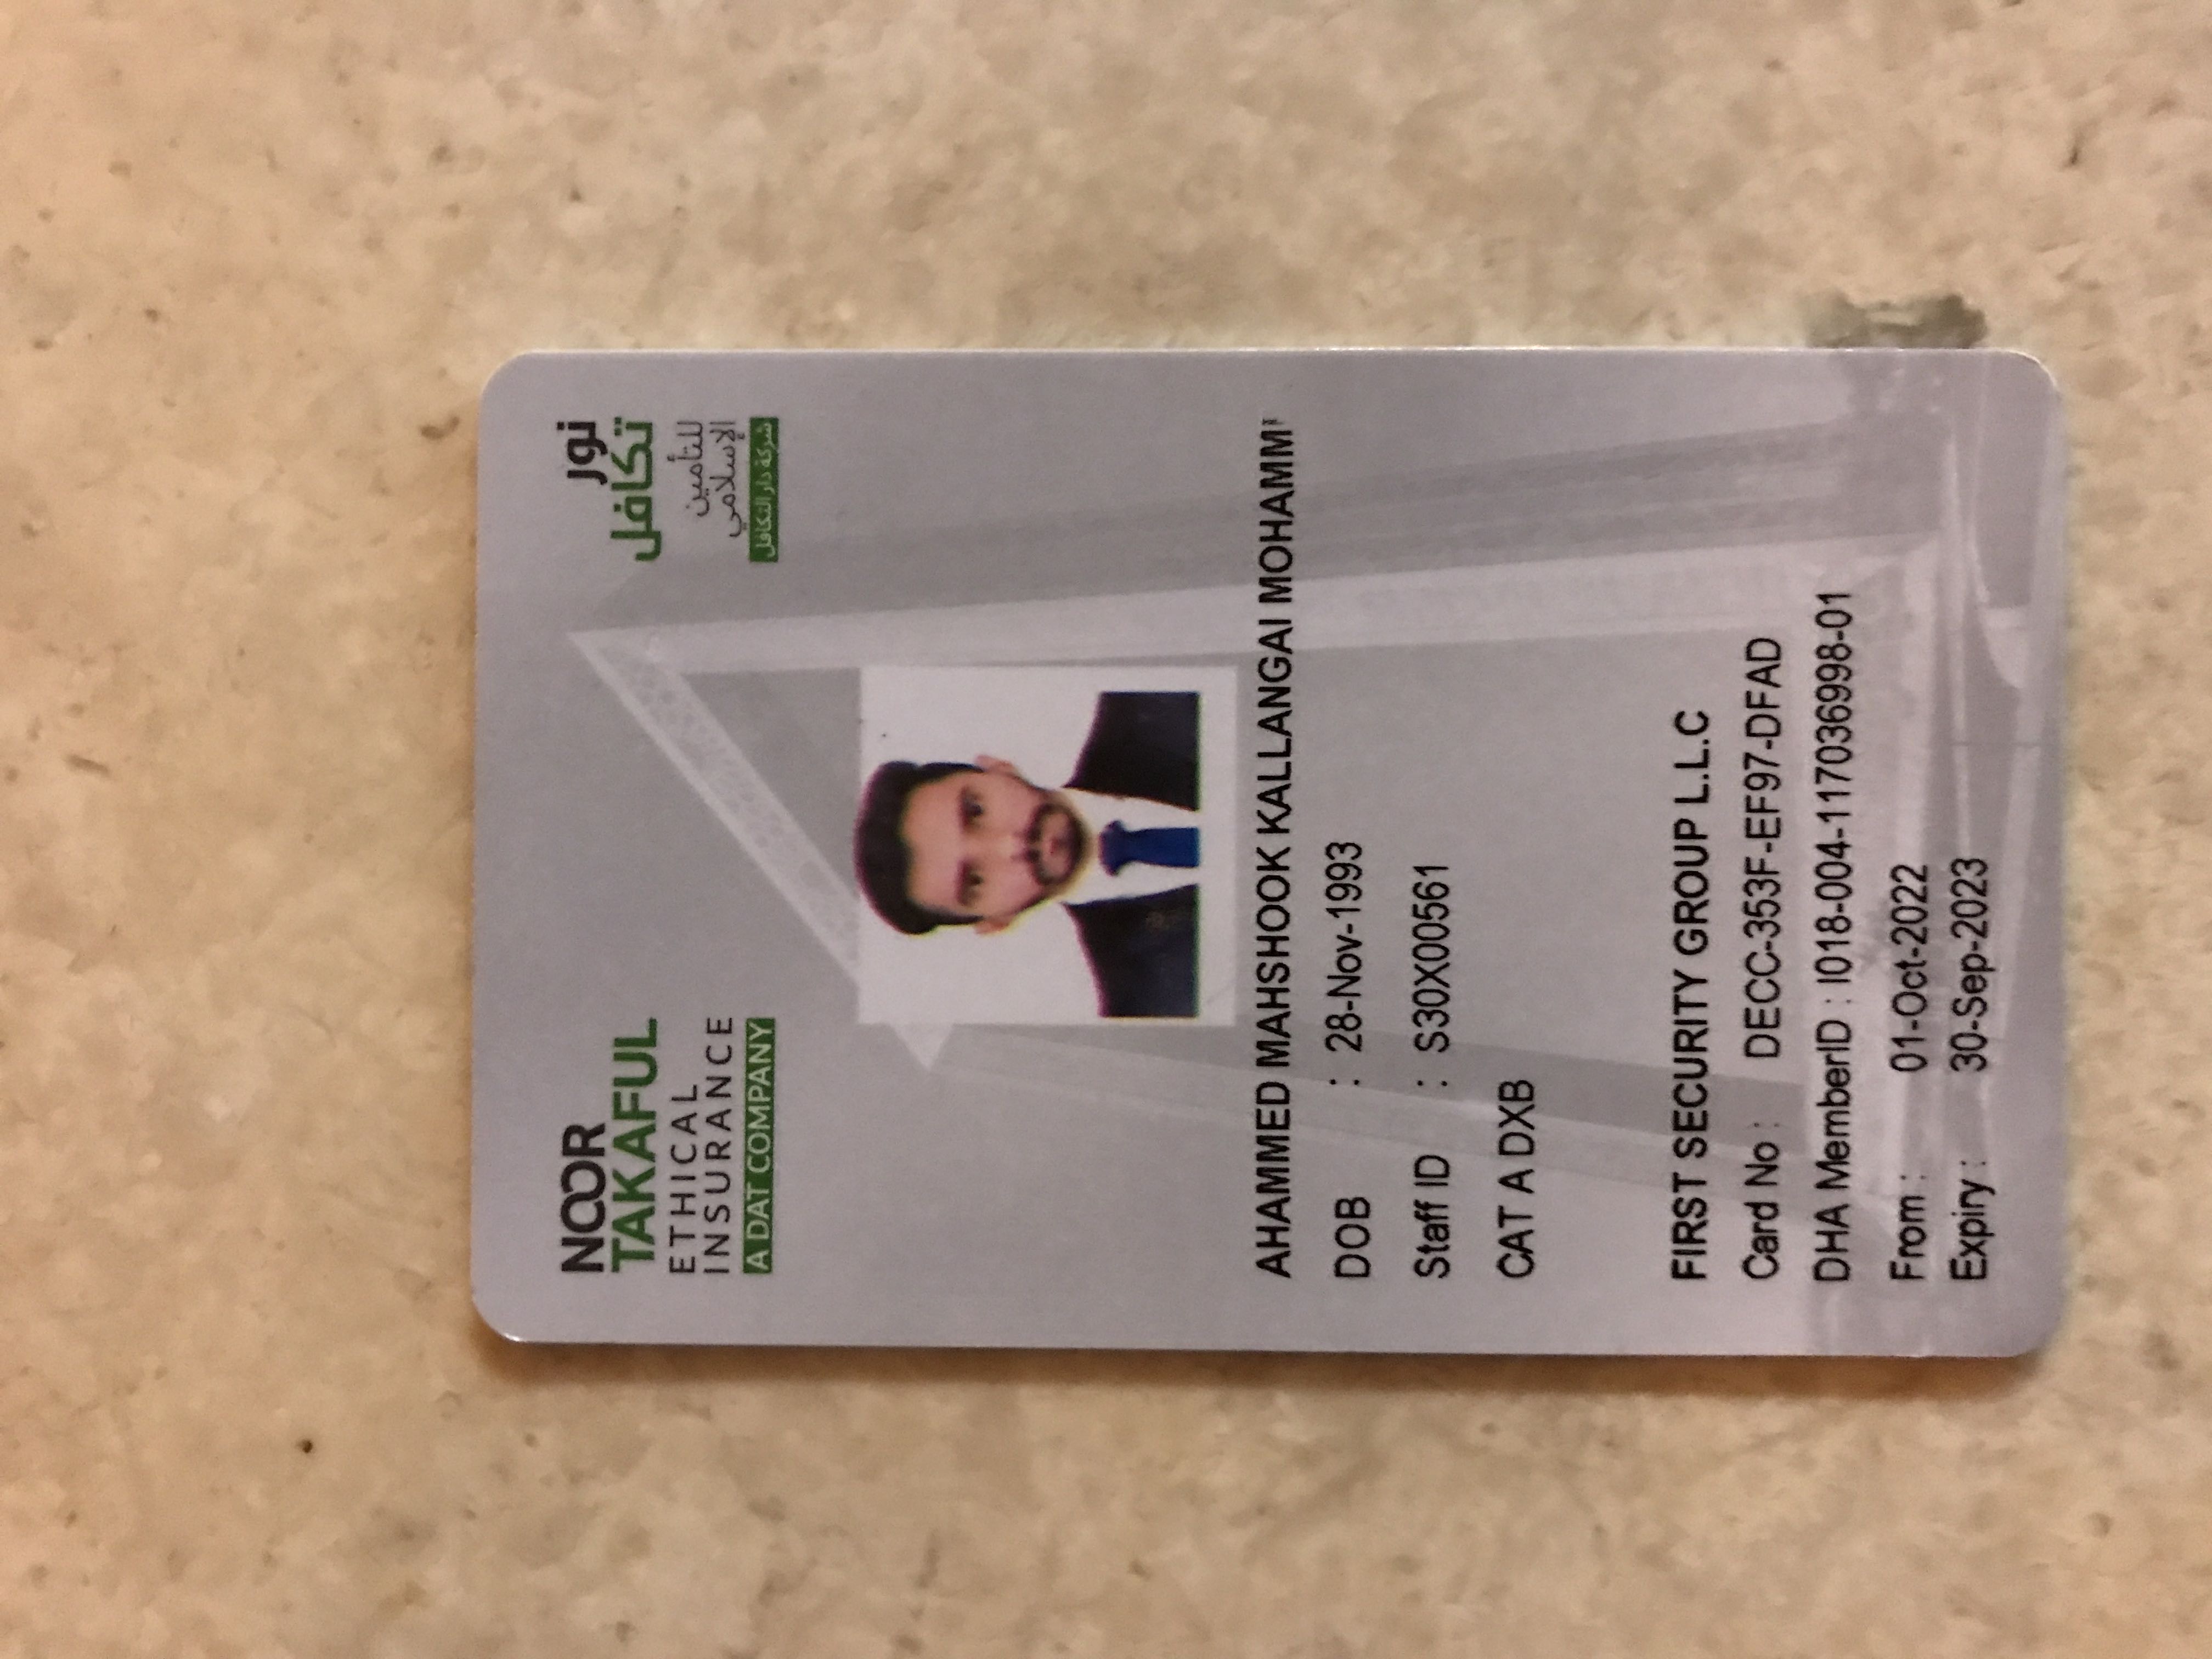 NOOR
TAKAFUL
ETHICAL
INSURANCE
A DAT COMPANY
نور
تكافل
للتأمين
الإسلامي
شركة دار التكافل
AHAMMED MAHSHOOK KALLANGAI MOHAMM
DOB : 28-Nov-1993
Staff ID : S30X00561
CAT A DXB
FIRST SECURITY GROUP L.L.C
Card No : DECC-353F-EF97-DFAD
DHA MemberID : I018-004-117036998-01
From : 01-Oct-2022
Expiry : 30-Sep-2023